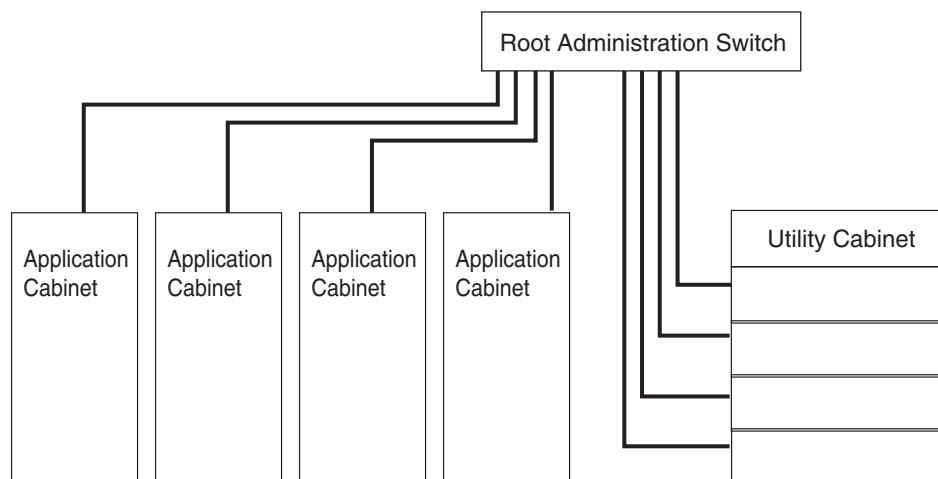 Root Administration Switch
Application
Cabinet
Application
Cabinet
Application
Cabinet
Application
Cabinet
Utility Cabinet